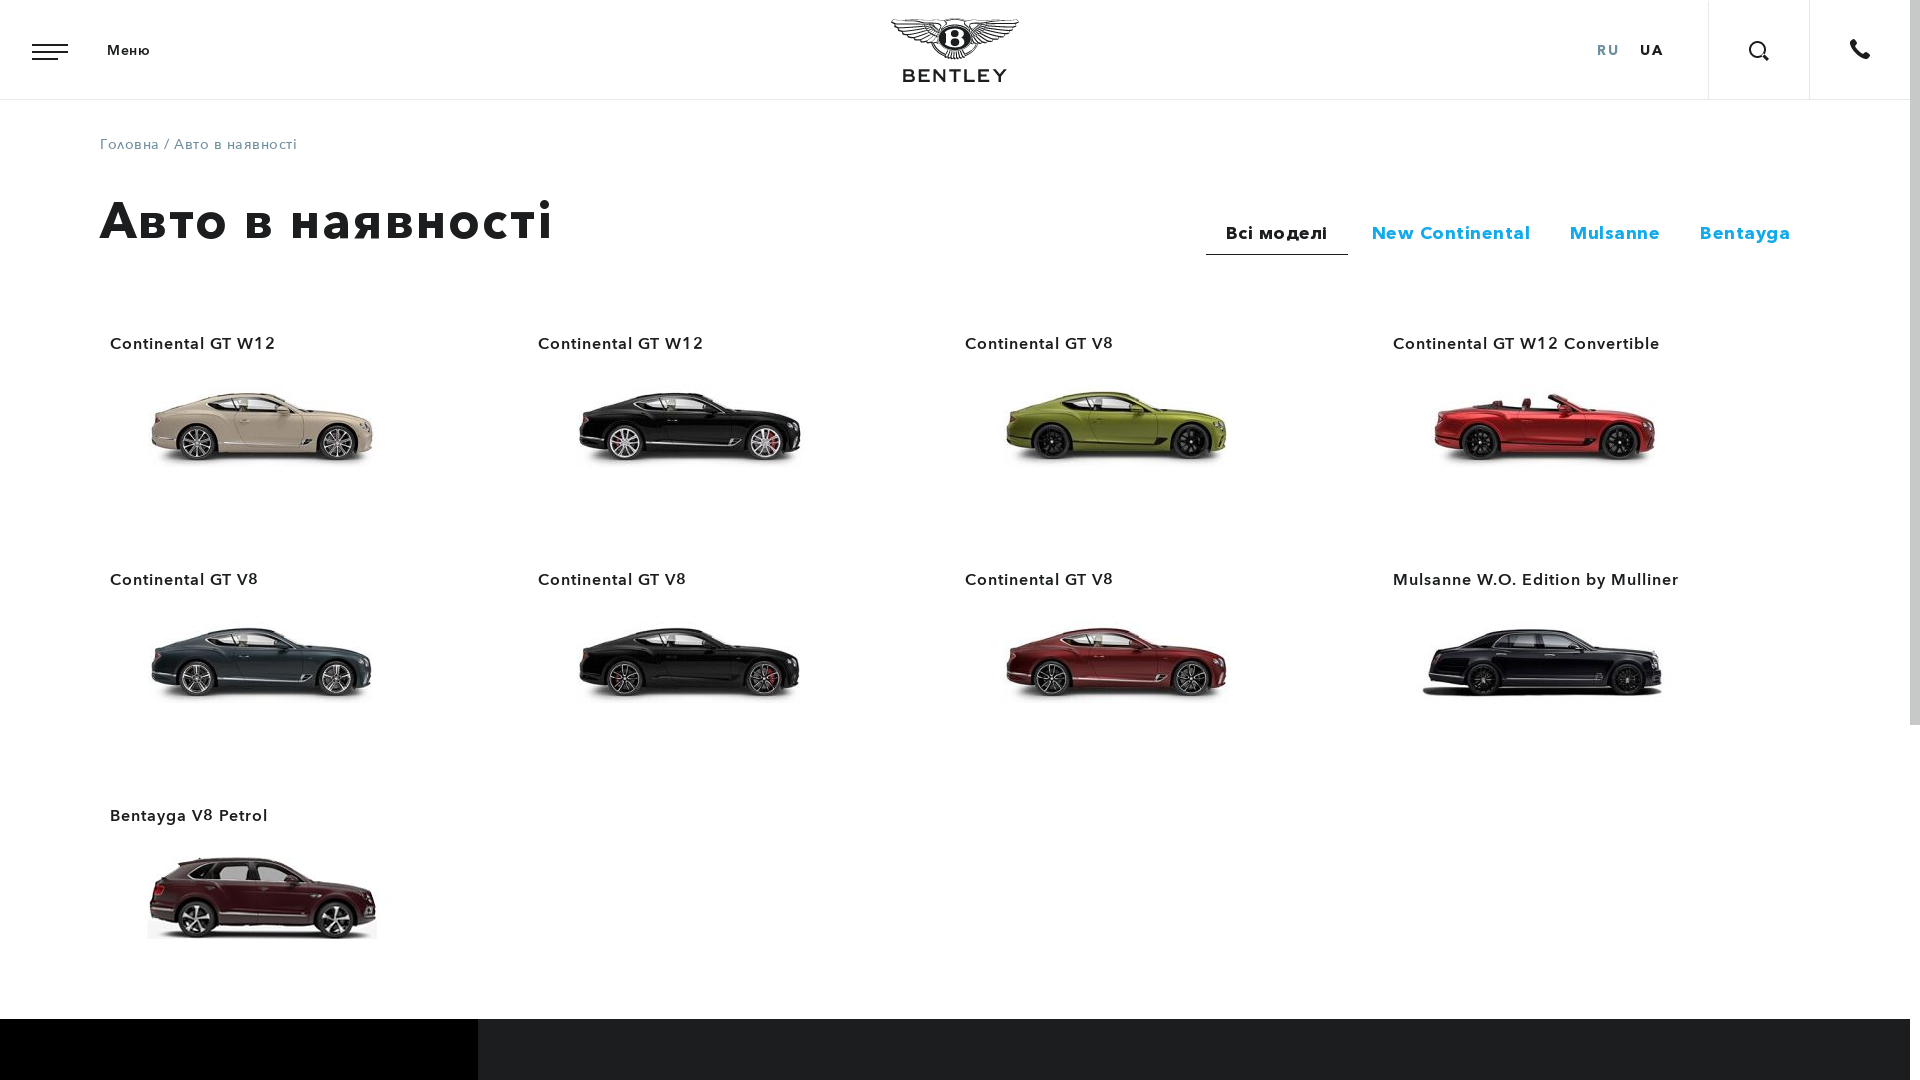 Меню
BENTLEY
RU UA
Головна / Авто в наявності
Авто в наявності
Всі моделі New Continental Mulsanne Bentayga
Continental GT W12
Continental GT W12
Continental GT V8
Continental GT W12 Convertible
Continental GT V8
Continental GT V8
Continental GT V8
Mulsanne W.O. Edition by Mulliner
Bentayga V8 Petrol